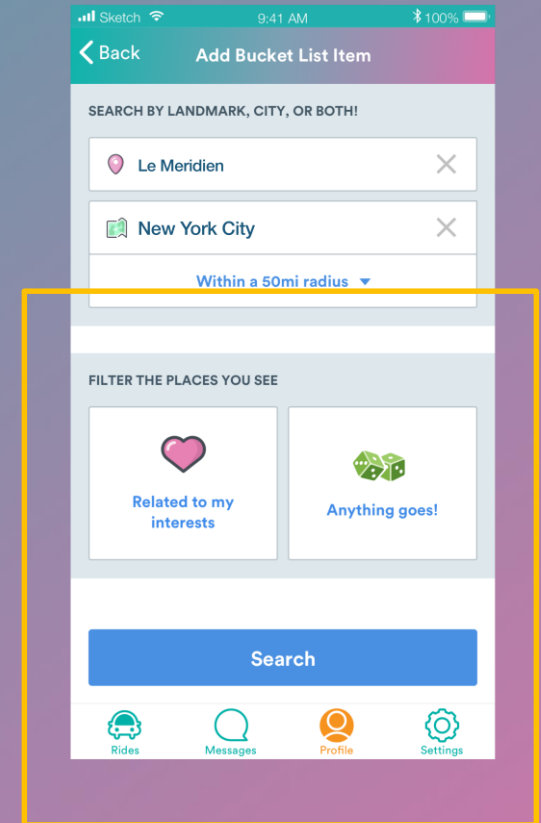 Sketch 9:41 AM 100%
Back Add Bucket List Item
SEARCH BY LANDMARK, CITY, OR BOTH!
Le Meridien
New York City
Within a 50mi radius
FILTER THE PLACES YOU SEE
Related to my
interests
Anything goes!
Search
Rides Messages Profile Settings